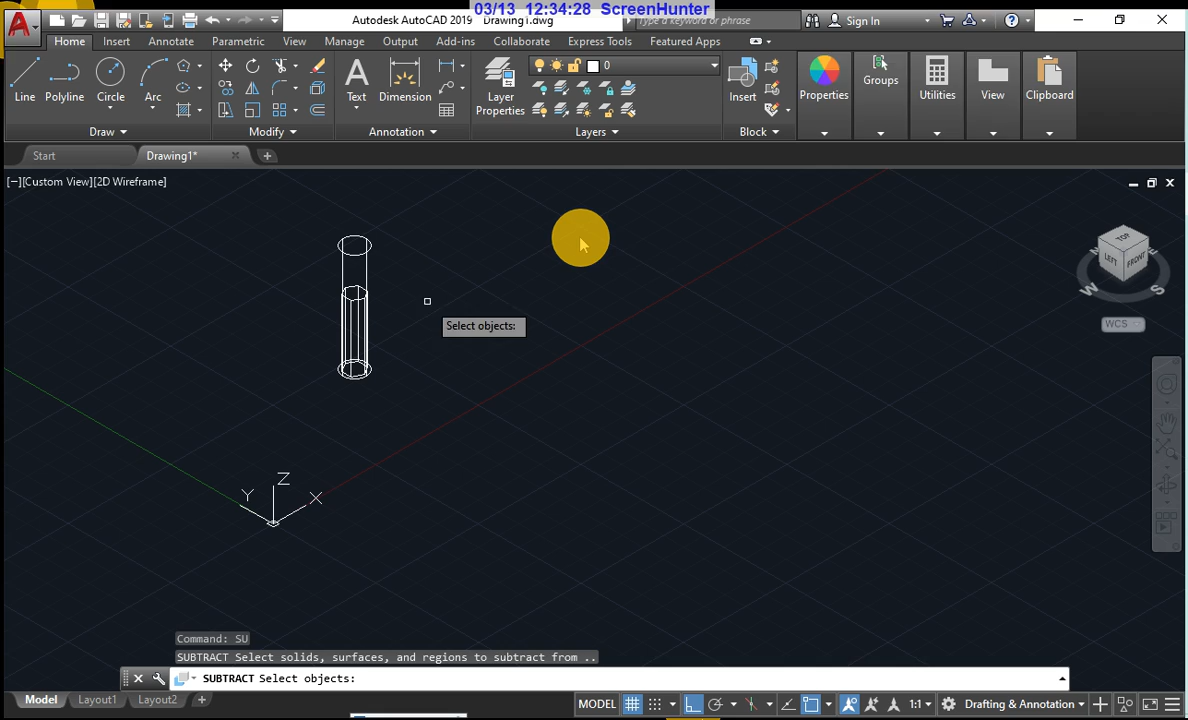 03/13 12:34:28 ScreenHunter
Autodesk AutoCAD 2019 Drawing1.dwg
Type a keyword or phrase
Sign In
Home Insert Annotate Parametric View Manage Output Add-ins Collaborate Express Tools Featured Apps
Line Polyline Circle Arc
Text Dimension
Layer
Properties
0
Insert
Properties Groups Utilities View Clipboard
Draw Modify Annotation Layers Block
Start Drawing1*
[−][Custom View][2D Wireframe]
TOP
LEFT FRONT
N E
W S
WCS
Select objects:
Y Z X
Command: SU
SUBTRACT Select solids, surfaces, and regions to subtract from ..
SUBTRACT Select objects:
Model Layout1 Layout2
MODEL 1:1 Drafting & Annotation